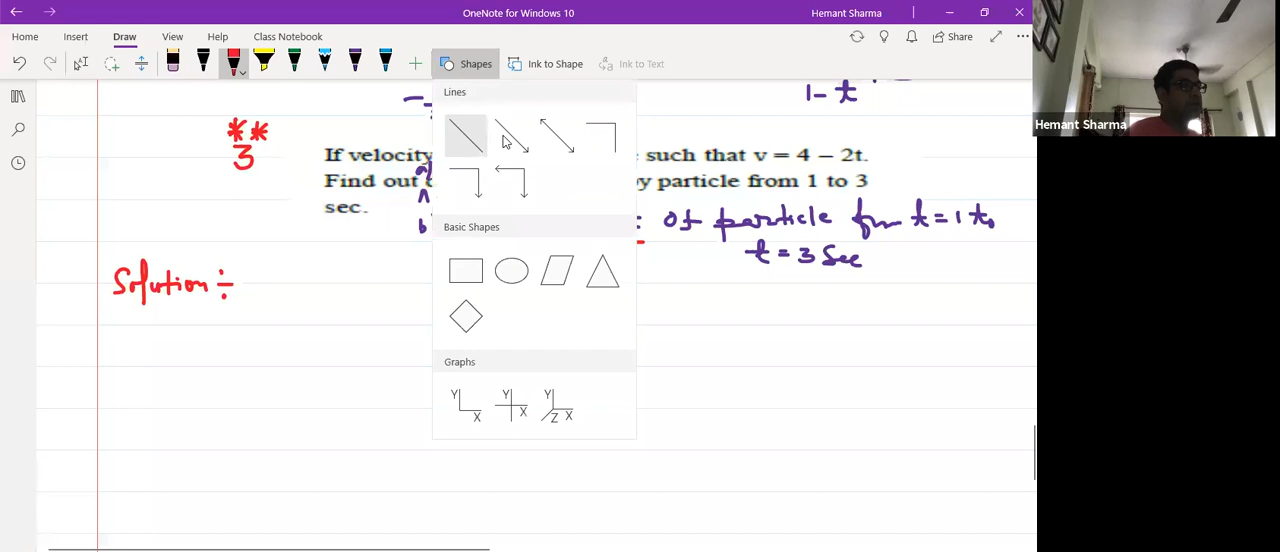 OneNote for Windows 10
Hemant Sharma
Home Insert Draw View Help Class Notebook
Share
Shapes Ink to Shape Ink to Text
Lines
1 - t
**
3
If velocity such that v = 4 – 2t.
Find out particle from 1 to 3
sec.
of particle from t = 1 to
t = 3 Sec
Solution ÷
Basic Shapes
Graphs
Y X Y X Y Z X
Hemant Sharma